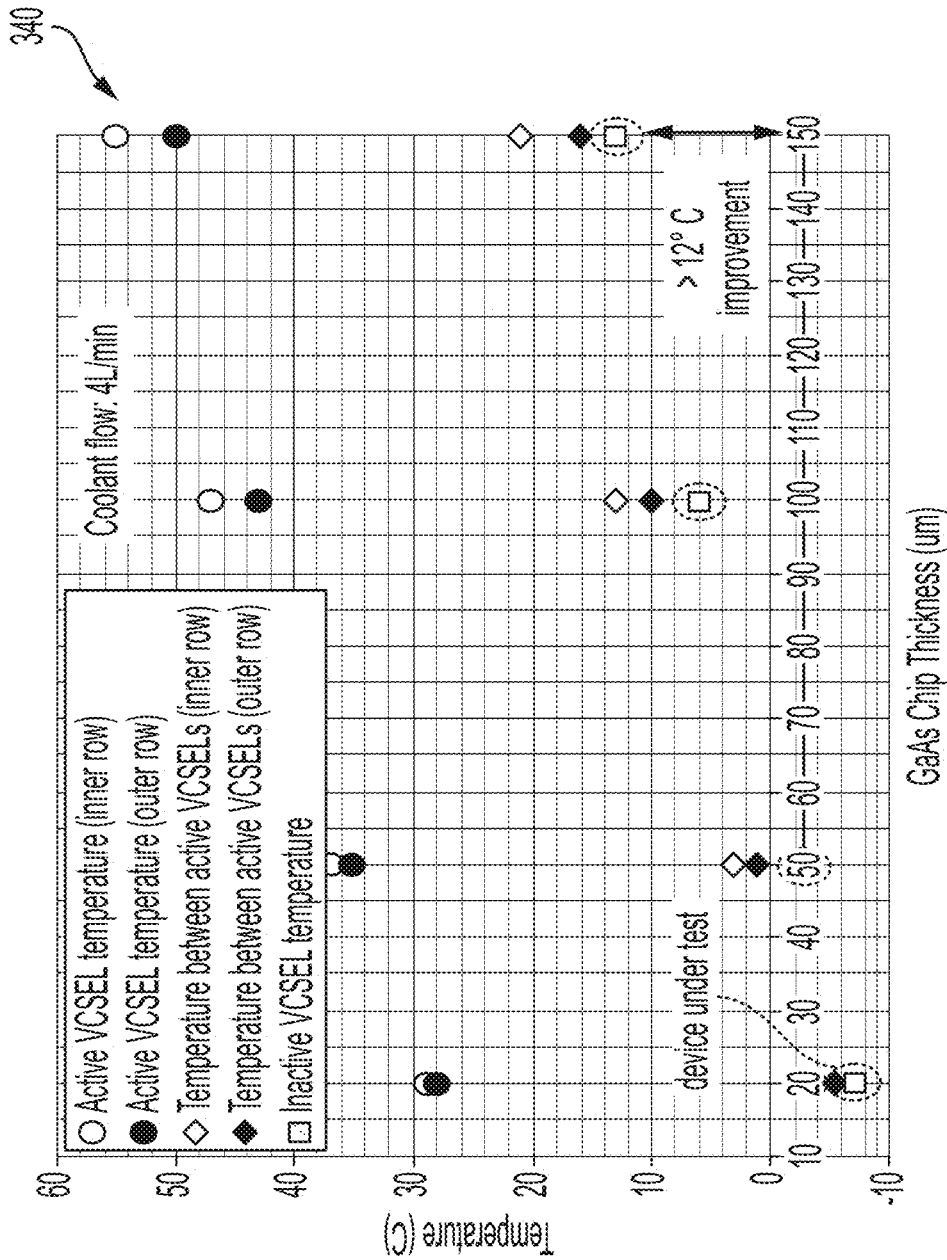 340
Coolant flow: 4L/min
Active VCSEL temperature (inner row)
Active VCSEL temperature (outer row)
Temperature between active VCSELs (inner row)
Temperature between active VCSELs (outer row)
Inactive VCSEL temperature
device under test
> 12° C
improvement
60
50
40
30
20
10
0
-10
Temperature (C)
10 20 30 40 50 60 70 80 90 100 110 120 130 140 150
GaAs Chip Thickness (um)